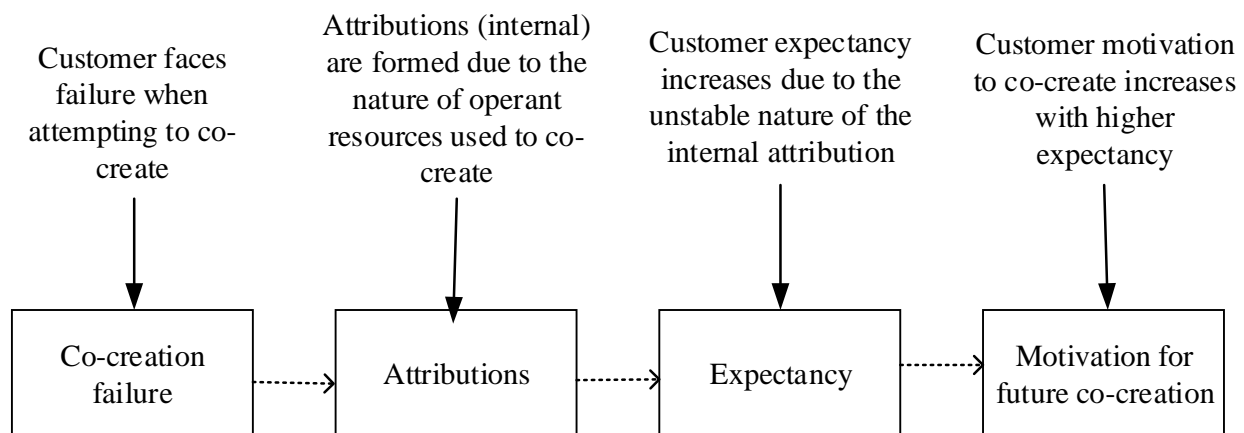 Customer faces
failure when
attempting to co-
create
Attributions (internal)
are formed due to the
nature of operant
resources used to co-
create
Customer expectancy
increases due to the
unstable nature of the
internal attribution
Customer motivation
to co-create increases
with higher
expectancy
Co-creation
failure
Attributions
Expectancy
Motivation for
future co-creation